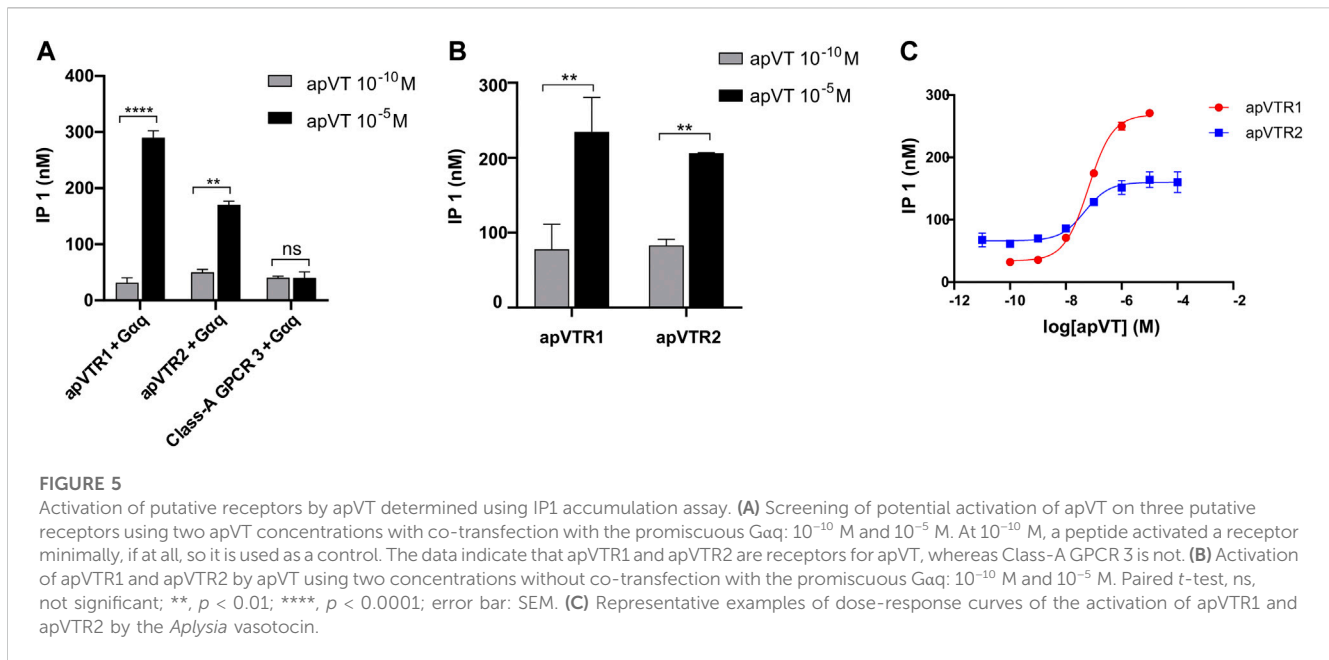 A
400
300
200
100
0
IP 1 (nM)
apVT 10⁻¹⁰M
apVT 10⁻⁵M
****
**
ns
apVTR1 + Gαq
apVTR2 + Gαq
Class-A GPCR 3 + Gαq
B
300
200
100
0
IP 1 (nM)
apVT 10⁻¹⁰M
apVT 10⁻⁵M
**
**
apVTR1
apVTR2
C
300
200
100
0
IP 1 (nM)
apVTR1
apVTR2
-12
-10
-8
-6
-4
-2
log[apVT] (M)
FIGURE 5
Activation of putative receptors by apVT determined using IP1 accumulation assay. (A) Screening of potential activation of apVT on three putative
receptors using two apVT concentrations with co-transfection with the promiscuous Gαq: 10⁻¹⁰ M and 10⁻⁵ M. At 10⁻¹⁰ M, a peptide activated a receptor
minimally, if at all, so it is used as a control. The data indicate that apVTR1 and apVTR2 are receptors for apVT, whereas Class-A GPCR 3 is not. (B) Activation
of apVTR1 and apVTR2 by apVT using two concentrations without co-transfection with the promiscuous Gαq: 10⁻¹⁰ M and 10⁻⁵ M. Paired t-test, ns,
not significant; **, p < 0.01; ****, p < 0.0001; error bar: SEM. (C) Representative examples of dose-response curves of the activation of apVTR1 and
apVTR2 by the Aplysia vasotocin.